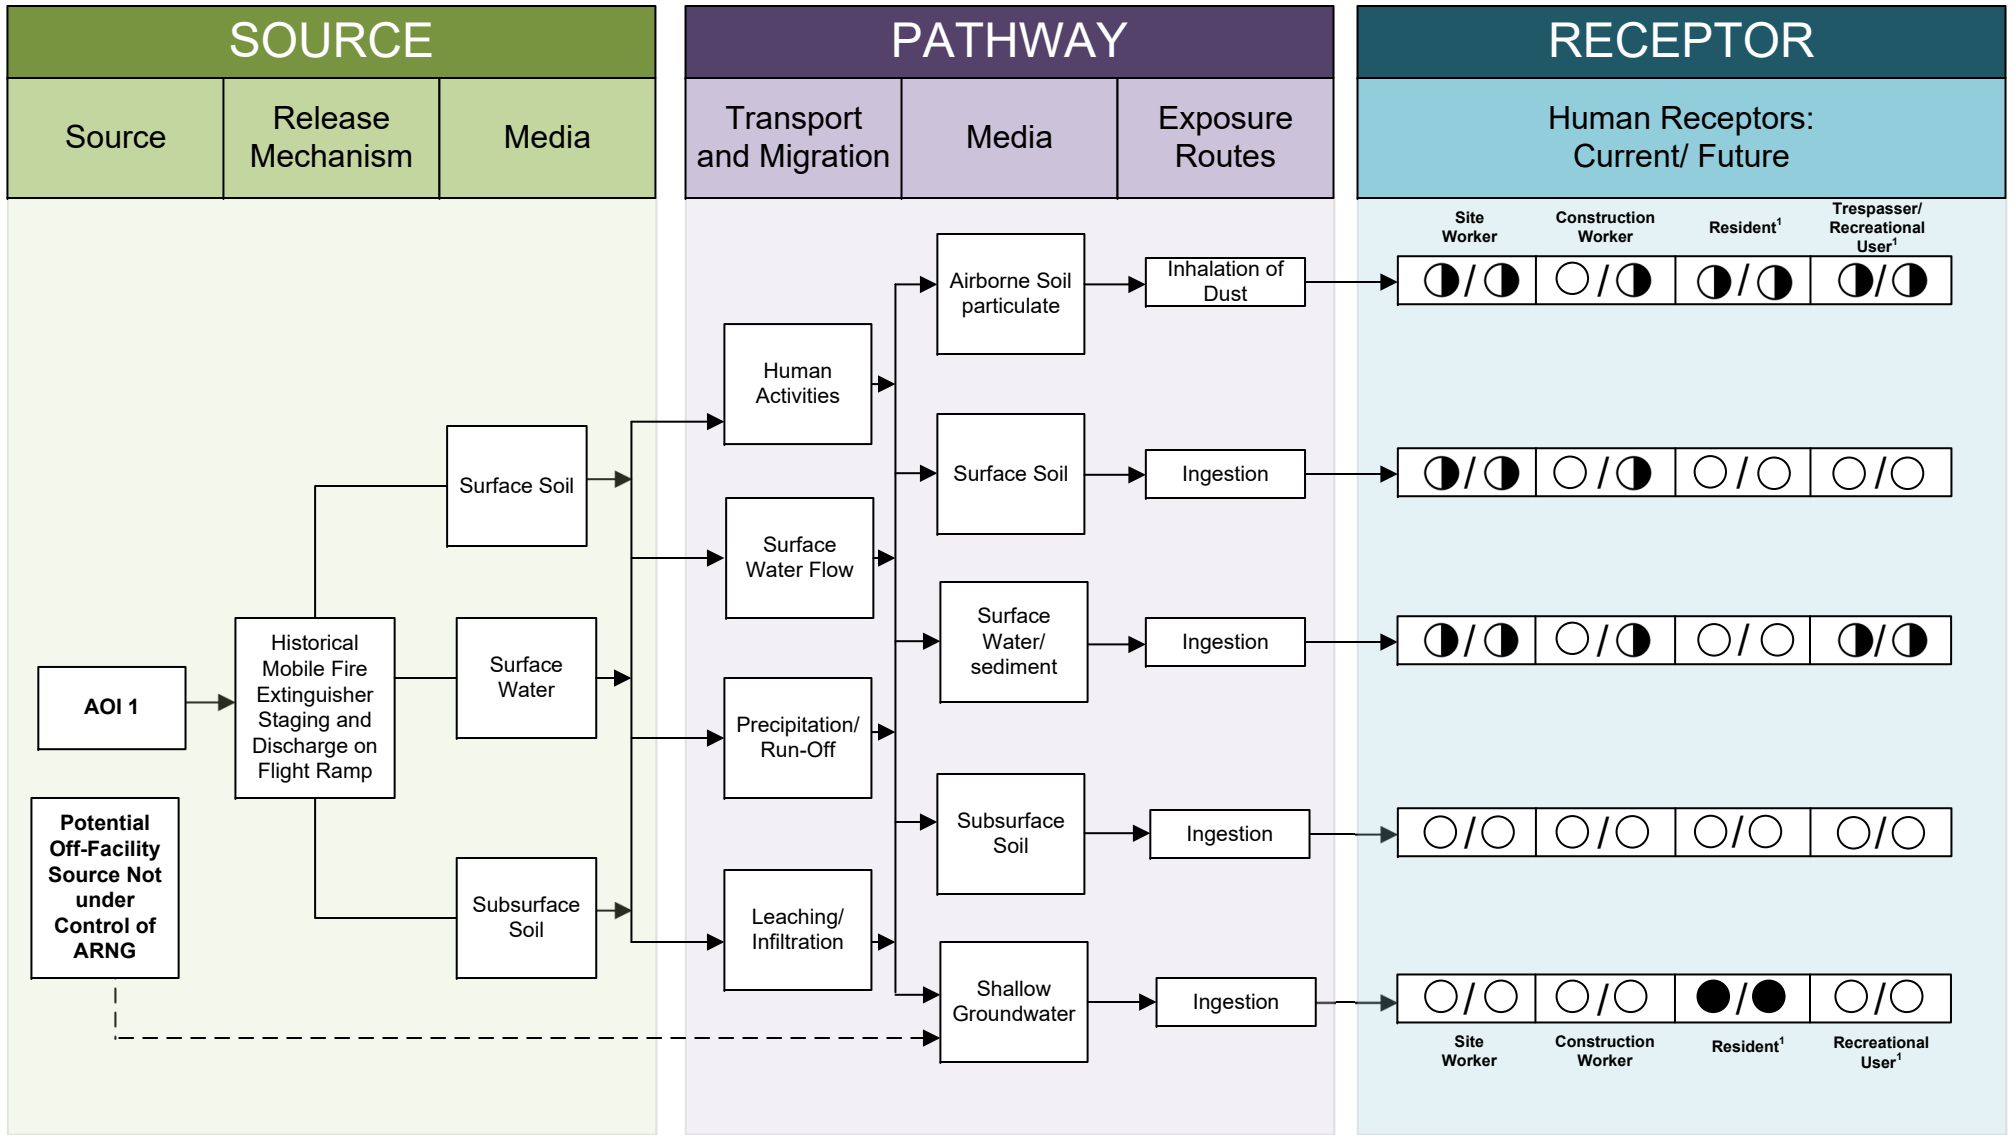 SOURCE
PATHWAY
RECEPTOR
Source
Release
Mechanism
Media
Transport
and Migration
Media
Exposure
Routes
Human Receptors:
Current/ Future
Site
Worker
Construction
Worker
Resident¹
Trespasser/
Recreational
User¹
AOI 1
Potential
Off-Facility
Source Not
under
Control of
ARNG
Historical
Mobile Fire
Extinguisher
Staging and
Discharge on
Flight Ramp
Surface Soil
Surface
Water
Subsurface
Soil
Human
Activities
Surface
Water Flow
Precipitation/
Run-Off
Leaching/
Infiltration
Airborne Soil
particulate
Surface Soil
Surface
Water/
sediment
Subsurface
Soil
Shallow
Groundwater
Inhalation of
Dust
Ingestion
Ingestion
Ingestion
Ingestion
/ / / /
/ / / /
/ / / /
/ / / /
/ / / /
Site
Worker
Construction
Worker
Resident¹
Recreational
User¹